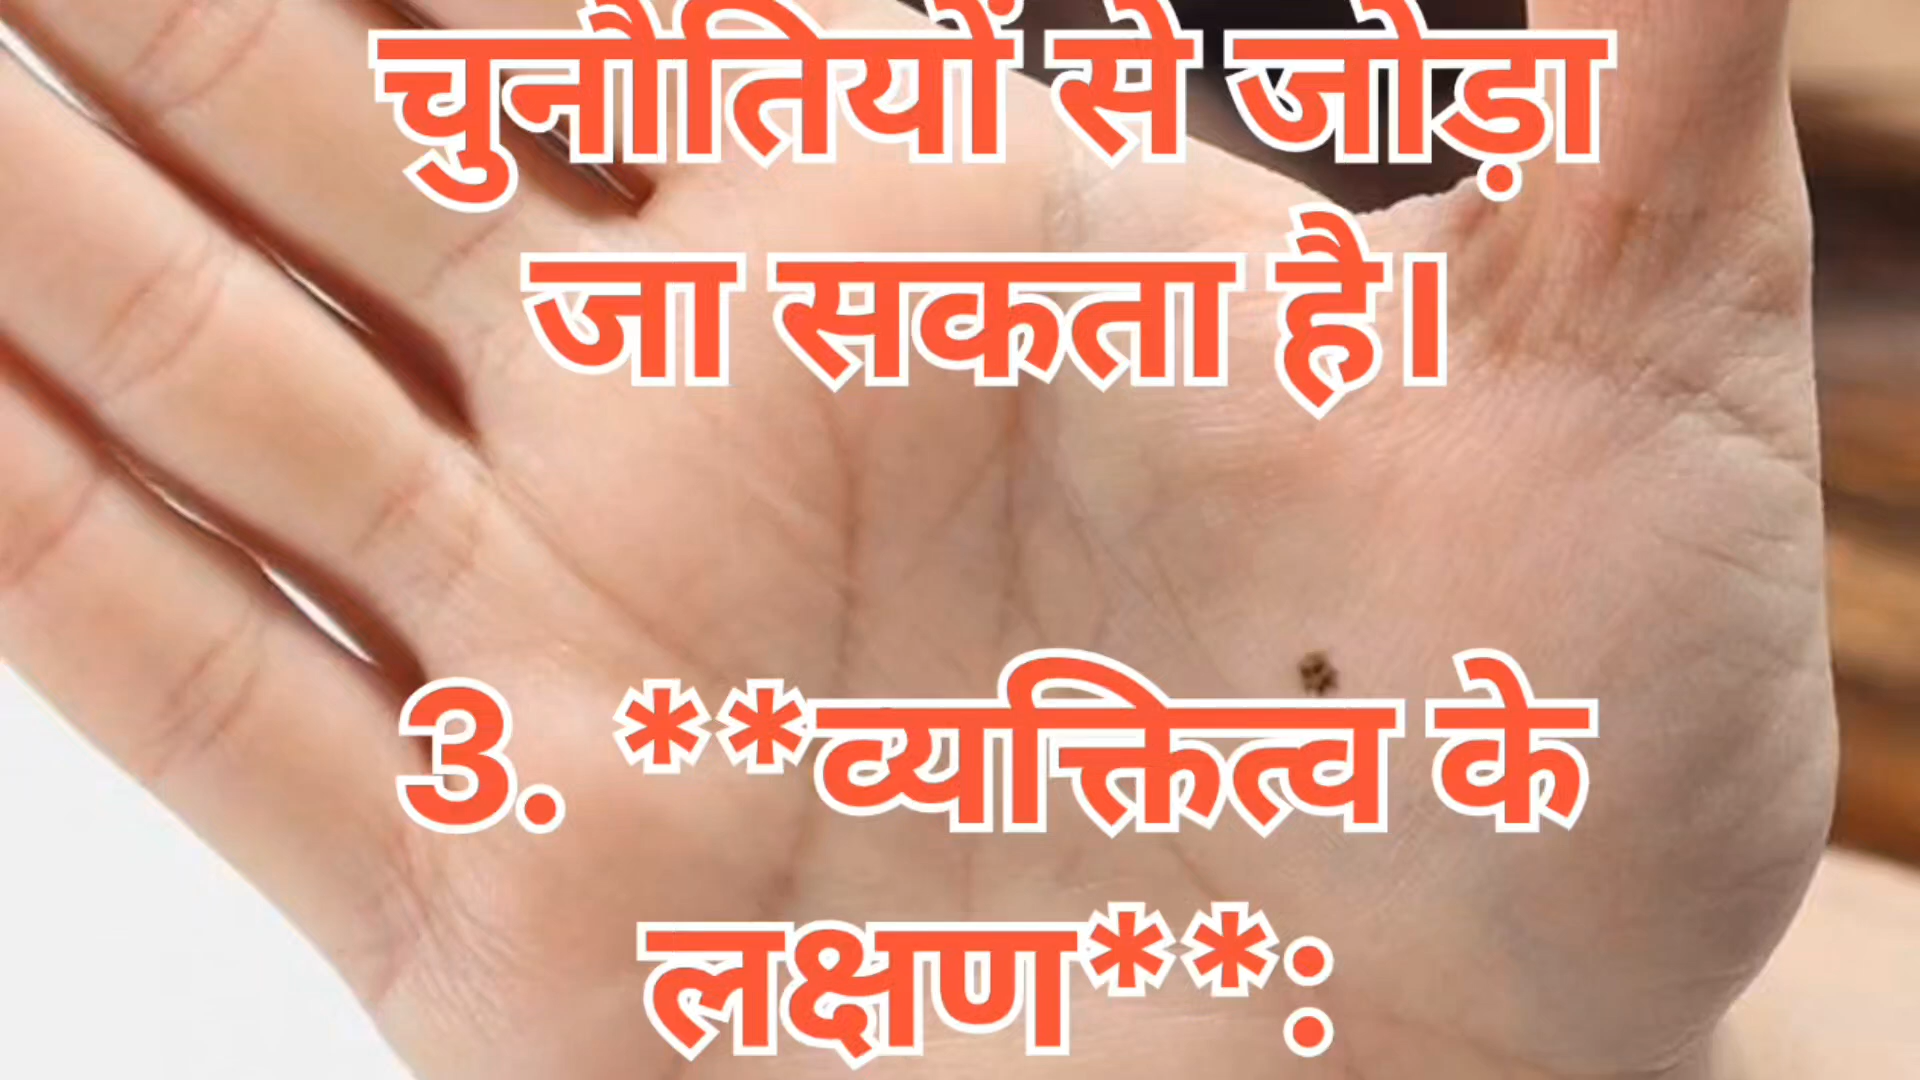 चुनौतियों से जोड़ा
जा सकता है।
3. **व्यक्तित्व के
लक्षण**: